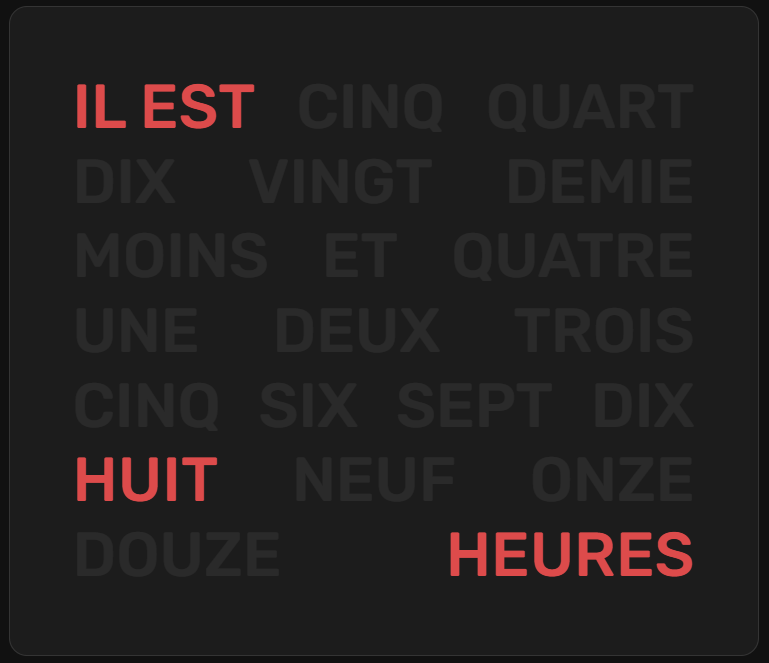 IL EST CINQ QUART
DIX VINGT DEMIE
MOINS ET QUATRE
UNE DEUX TROIS
CINQ SIX SEPT DIX
HUIT NEUF ONZE
DOUZE HEURES